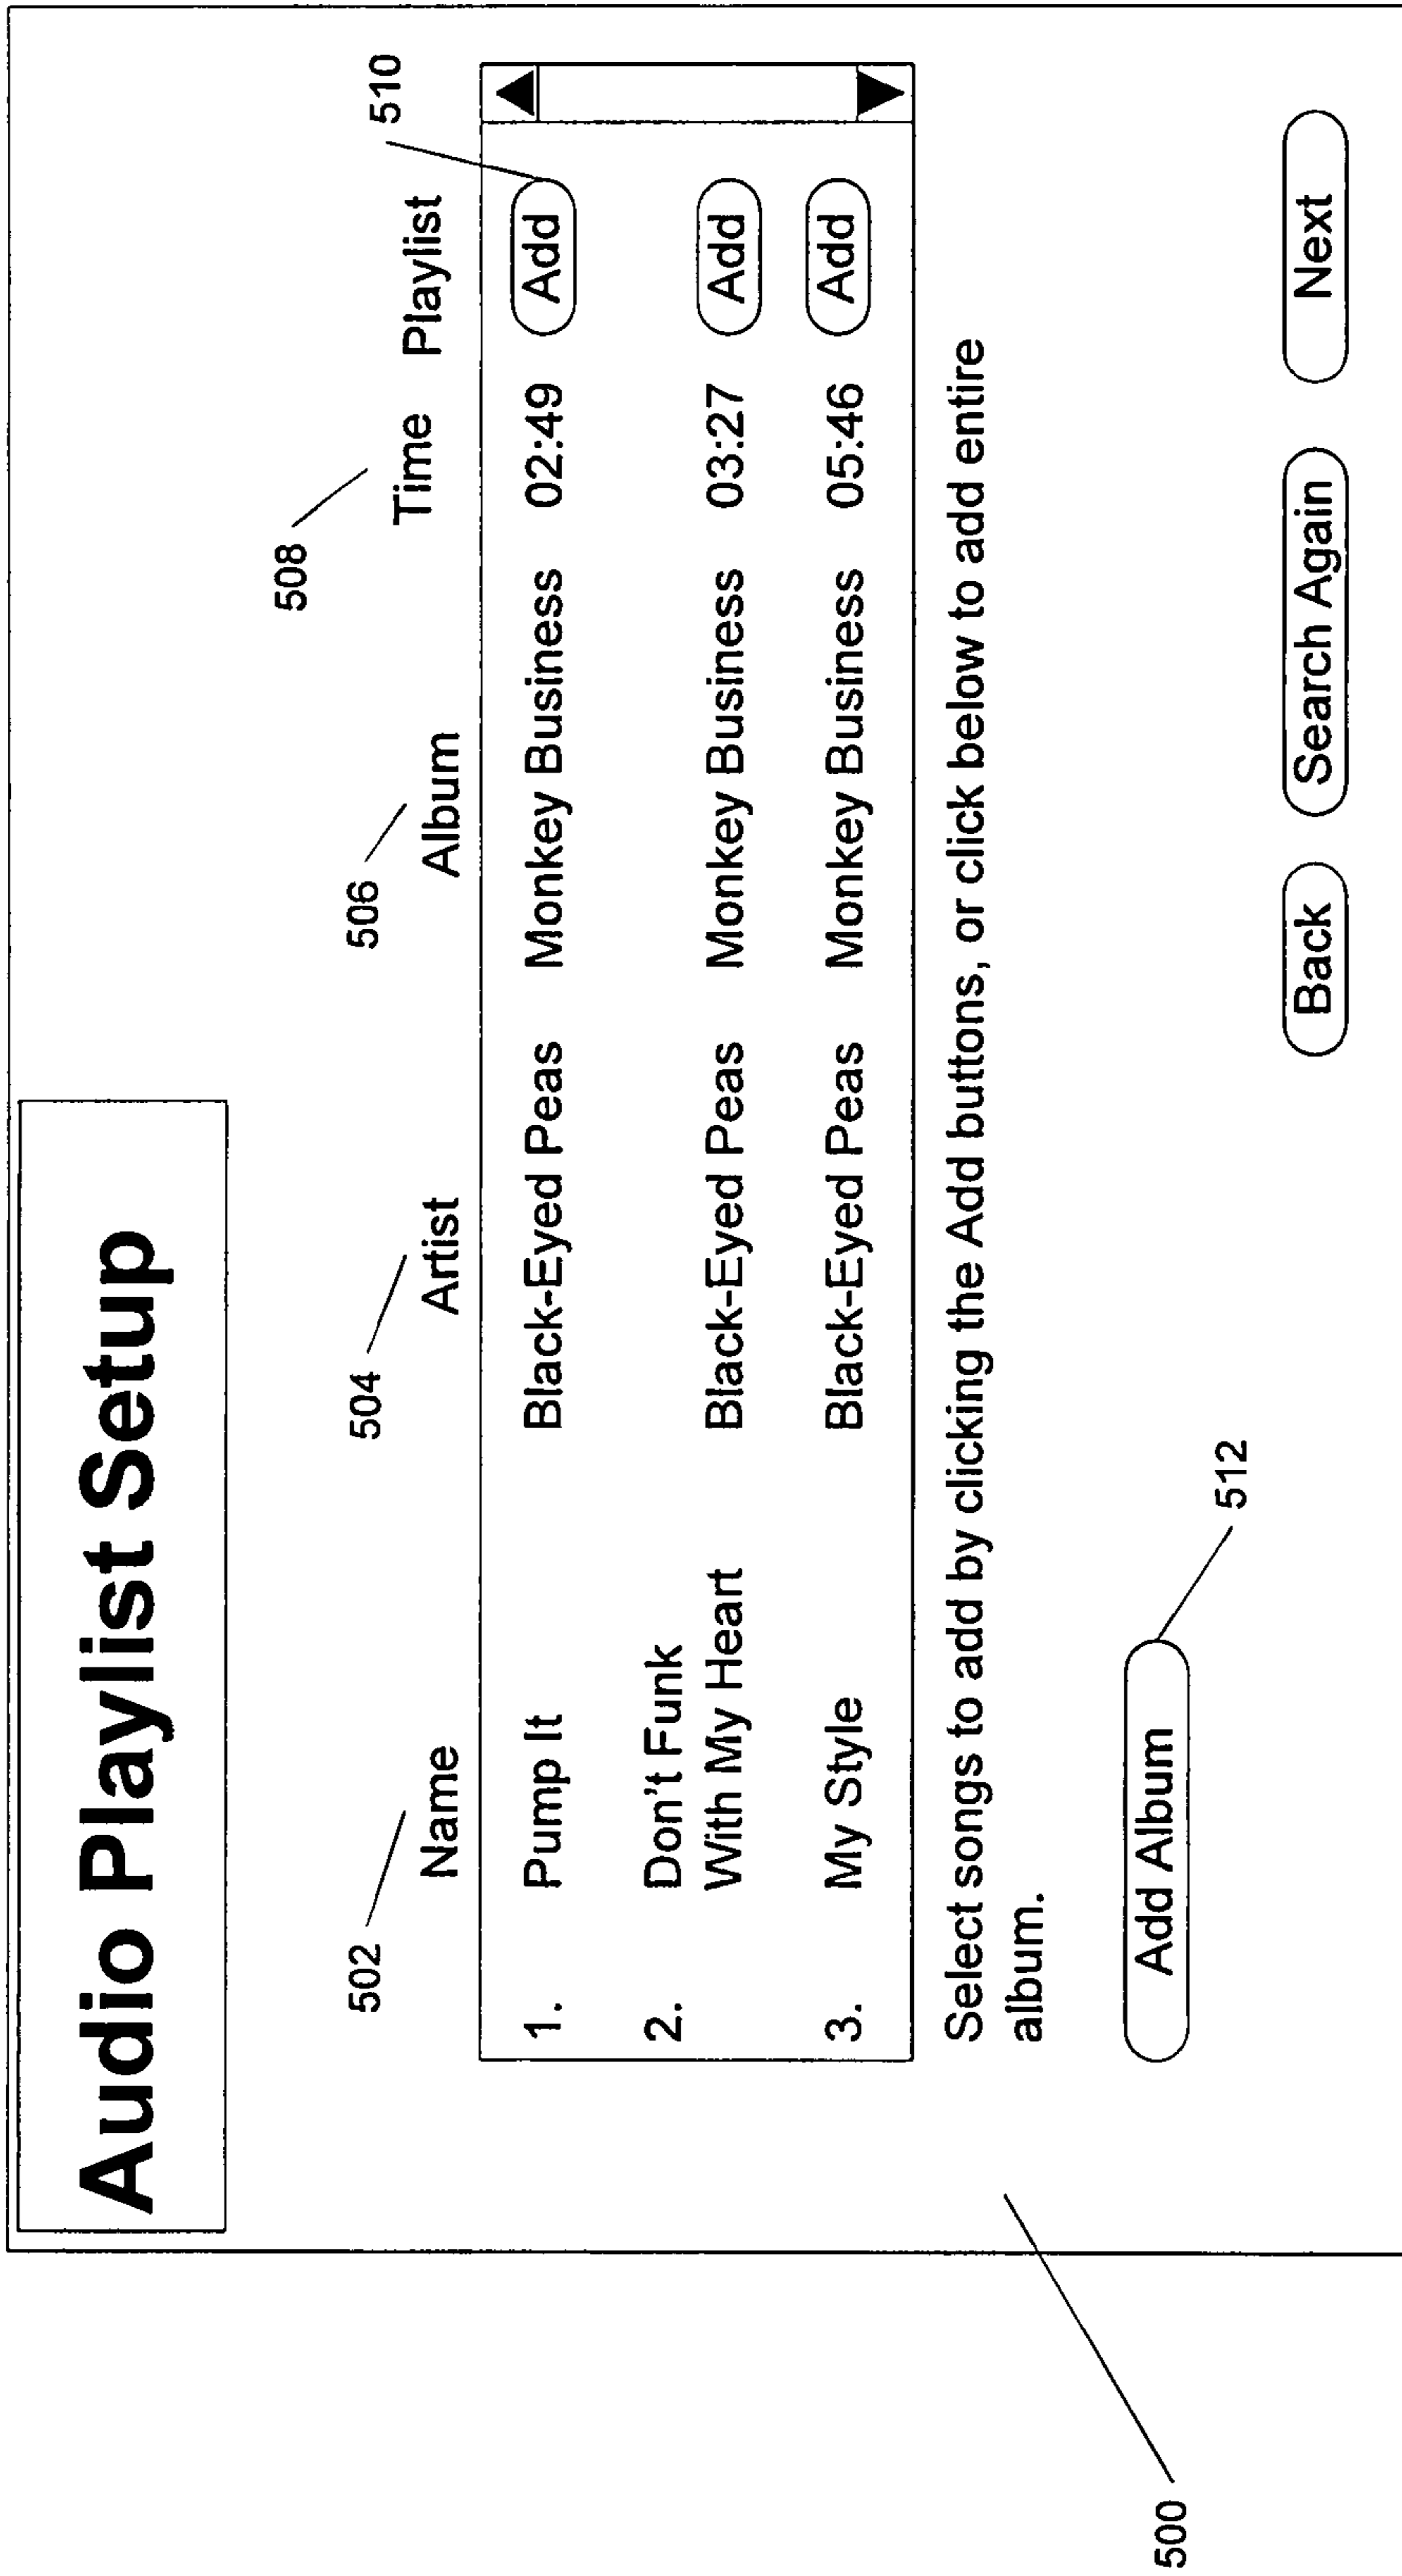 Audio Playlist Setup
508
510
502 504 506
Name Artist Album Time Playlist
1. Pump It Black-Eyed Peas Monkey Business 02:49 Add
2. Don't Funk
With My Heart Black-Eyed Peas Monkey Business 03:27 Add
3. My Style Black-Eyed Peas Monkey Business 05:46 Add
Select songs to add by clicking the Add buttons, or click below to add entire
album.
Add Album
512
500
Back Search Again Next